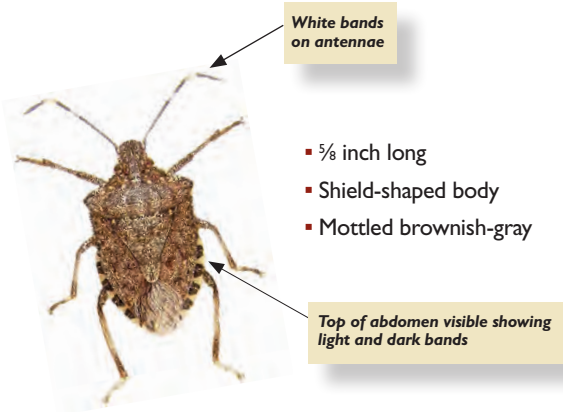 White bands
on antennae
▪ ⅝ inch long
▪ Shield-shaped body
▪ Mottled brownish-gray
Top of abdomen visible showing
light and dark bands